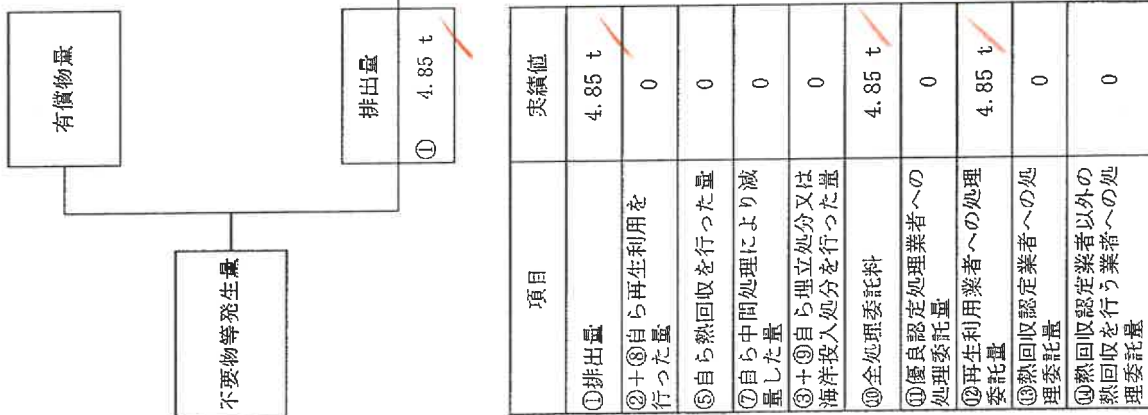 有償物量
不要物等発生量
排出量
① 4.85 t
項目 実績値
①排出量 4.85 t
②＋⑧自ら再生利用を
行った量 0
⑤自ら熱回収を行った量 0
⑦自ら中間処理により減
量した量 0
③＋⑨自ら埋立処分又は
海洋投入処分を行った量 0
⑩全処理委託料 4.85 t
⑪優良認定処理業者への
処理委託量 0
⑫再生利用業者への処理
委託量 4.85 t
⑬熱回収認定業者への処
理委託量 0
⑭熱回収認定業者以外の
熱回収を行う業者への処
理委託量 0